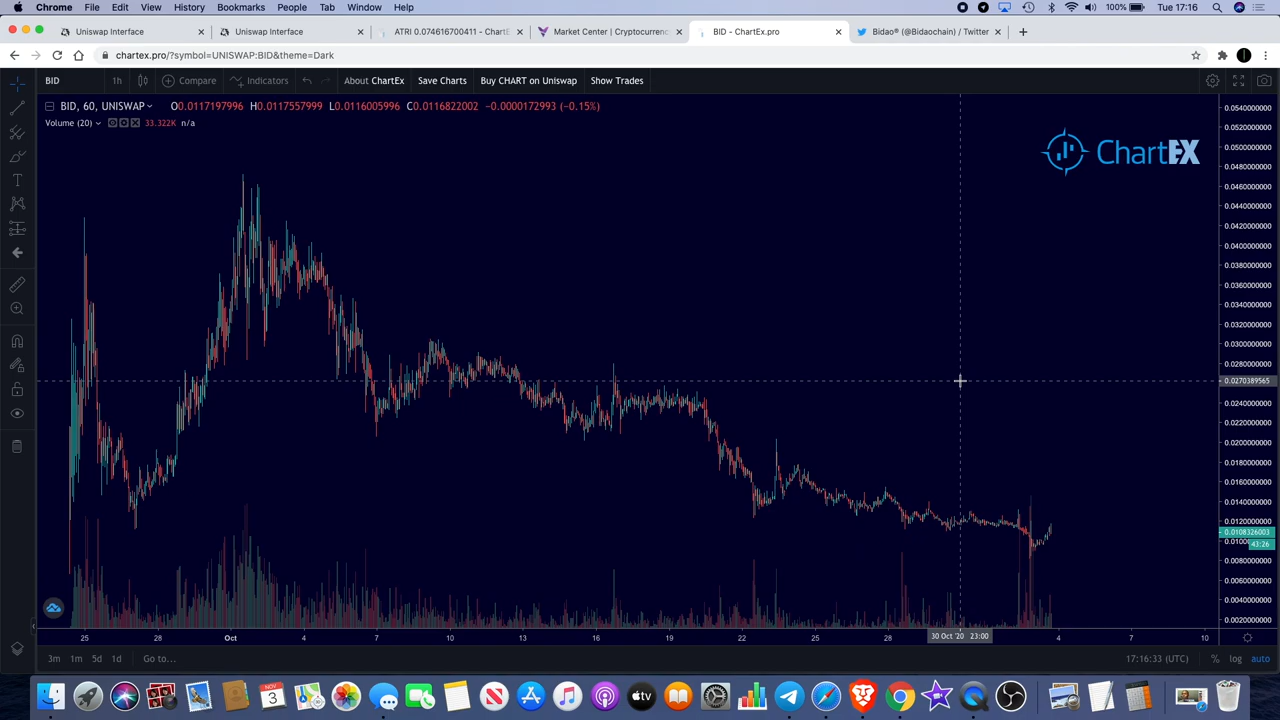 Chrome File Edit View History Bookmarks People Tab Window Help 100% Tue 17:16
Uniswap Interface Uniswap Interface ATRI 0.074616700411 - ChartE Market Center | Cryptocurrenc BID - ChartEx.pro Bidao® (@Bidaochain) / Twitter
chartex.pro/?symbol=UNISWAP:BID&theme=Dark
BID 1h Compare Indicators About ChartEx Save Charts Buy CHART on Uniswap Show Trades
BID, 60, UNISWAP O0.0117197996 H0.0117557999 L0.0116005996 C0.0116822002 −0.0000172993 (−0.15%)
Volume (20) 33.322K n/a
ChartEX
0.0540000000
0.0520000000
0.0500000000
0.0480000000
0.0460000000
0.0440000000
0.0420000000
0.0400000000
0.0380000000
0.0360000000
0.0340000000
0.0320000000
0.0300000000
0.0280000000
0.0270389565
0.0240000000
0.0220000000
0.0200000000
0.0180000000
0.0160000000
0.0140000000
0.0120000000
0.0108326003
43:26
0.0080000000
0.0060000000
0.0040000000
0.0020000000
25 28 Oct 4 7 10 13 16 19 22 25 28 30 Oct '20 23:00 4 7 10
3m 1m 5d 1d Go to... 17:16:33 (UTC) % log auto
NOV
3
tv